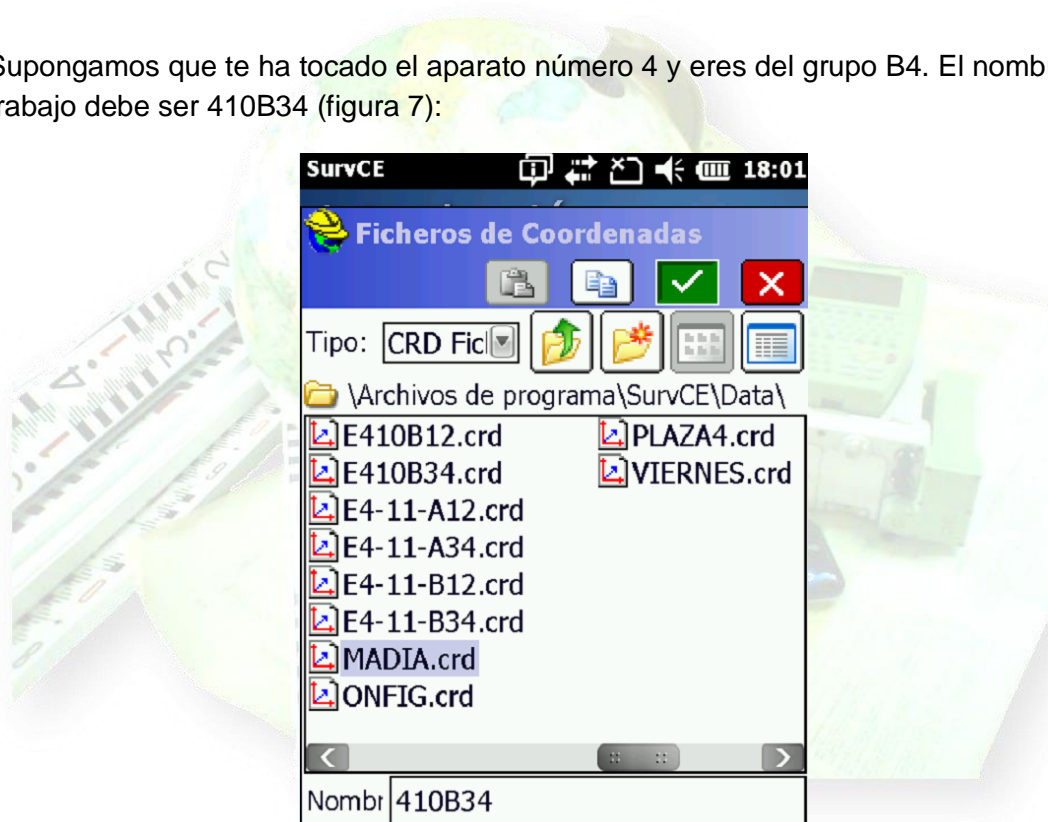 Supongamos que te ha tocado el aparato número 4 y eres del grupo B4. El nomb
trabajo debe ser 410B34 (figura 7):
SurvCE 18:01
Ficheros de Coordenadas
Tipo: CRD Fic
\Archivos de programa\SurvCE\Data\
E410B12.crd PLAZA4.crd
E410B34.crd VIERNES.crd
E4-11-A12.crd
E4-11-A34.crd
E4-11-B12.crd
E4-11-B34.crd
MADIA.crd
ONFIG.crd
Nombr 410B34